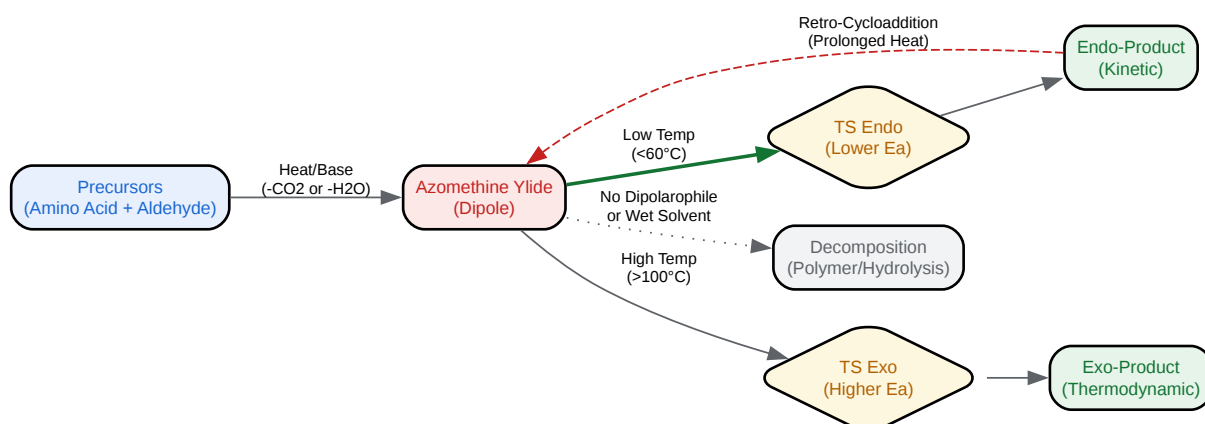 Retro-Cycloaddition
(Prolonged Heat)
Endo-Product
(Kinetic)
TS Endo
(Lower Ea)
Low Temp
(<60°C)
Heat/Base
(-CO2 or -H2O)
Precursors
(Amino Acid + Aldehyde)
Azomethine Ylide
(Dipole)
No Dipolarophile
or Wet Solvent
Decomposition
(Polymer/Hydrolysis)
High Temp
(>100°C)
TS Exo
(Higher Ea)
Exo-Product
(Thermodynamic)